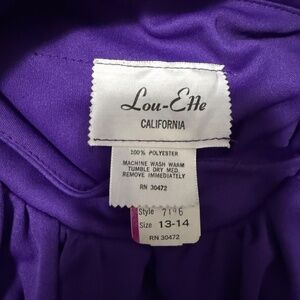 Lou-Ette
CALIFORNIA
100% POLYESTER
MACHINE WASH WARM
TUMBLE DRY MED.
REMOVE IMMEDIATELY
RN 30472
Style
Size 13-14
RN 30472